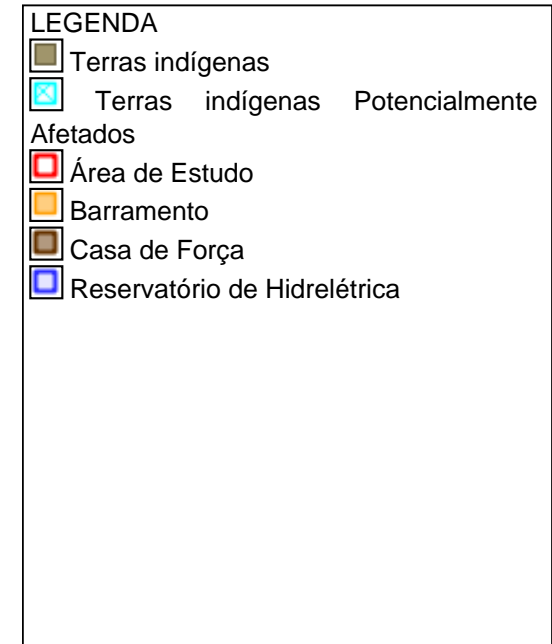 LEGENDA
Terras indígenas
Terras indígenas Potencialmente
Afetados
Área de Estudo
Barramento
Casa de Força
Reservatório de Hidrelétrica